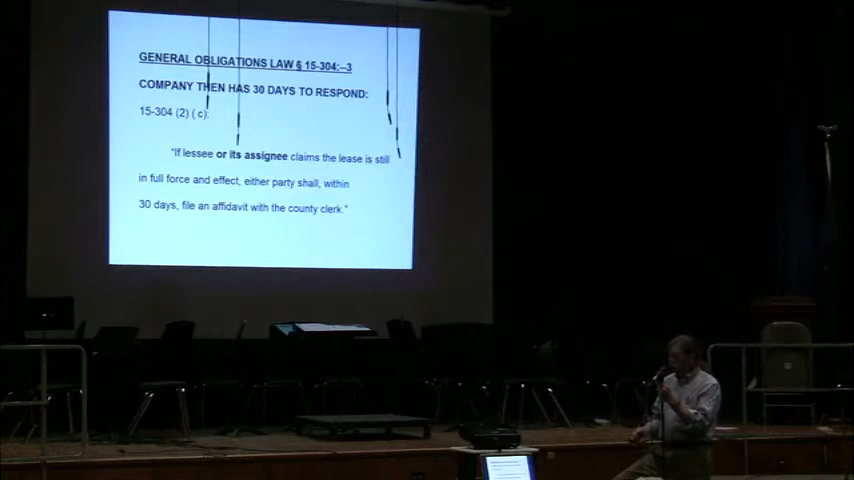 GENERAL OBLIGATIONS LAW § 15-304:--3
COMPANY THEN HAS 30 DAYS TO RESPOND:
15-304 (2) ( c):
"If lessee or its assignee claims the lease is still
in full force and effect, either party shall, within
30 days, file an affidavit with the county clerk."